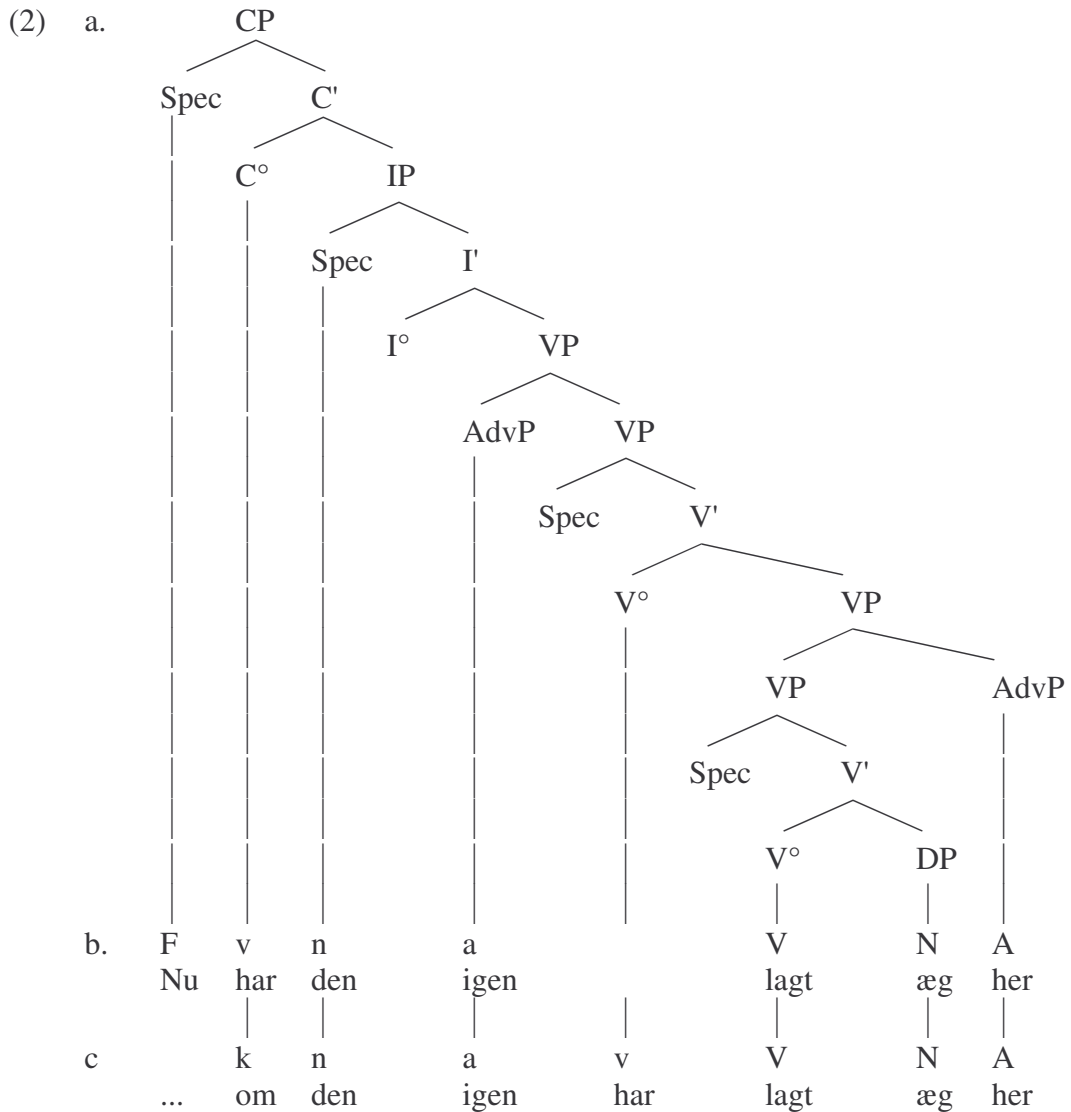 (2) a. CP
Spec C'
C° IP
Spec I'
I° VP
AdvP VP
Spec V'
V° VP
VP AdvP
Spec V'
V° DP
b. F v n a V N A
Nu har den igen lagt æg her
c k n a v V N A
... om den igen har lagt æg her